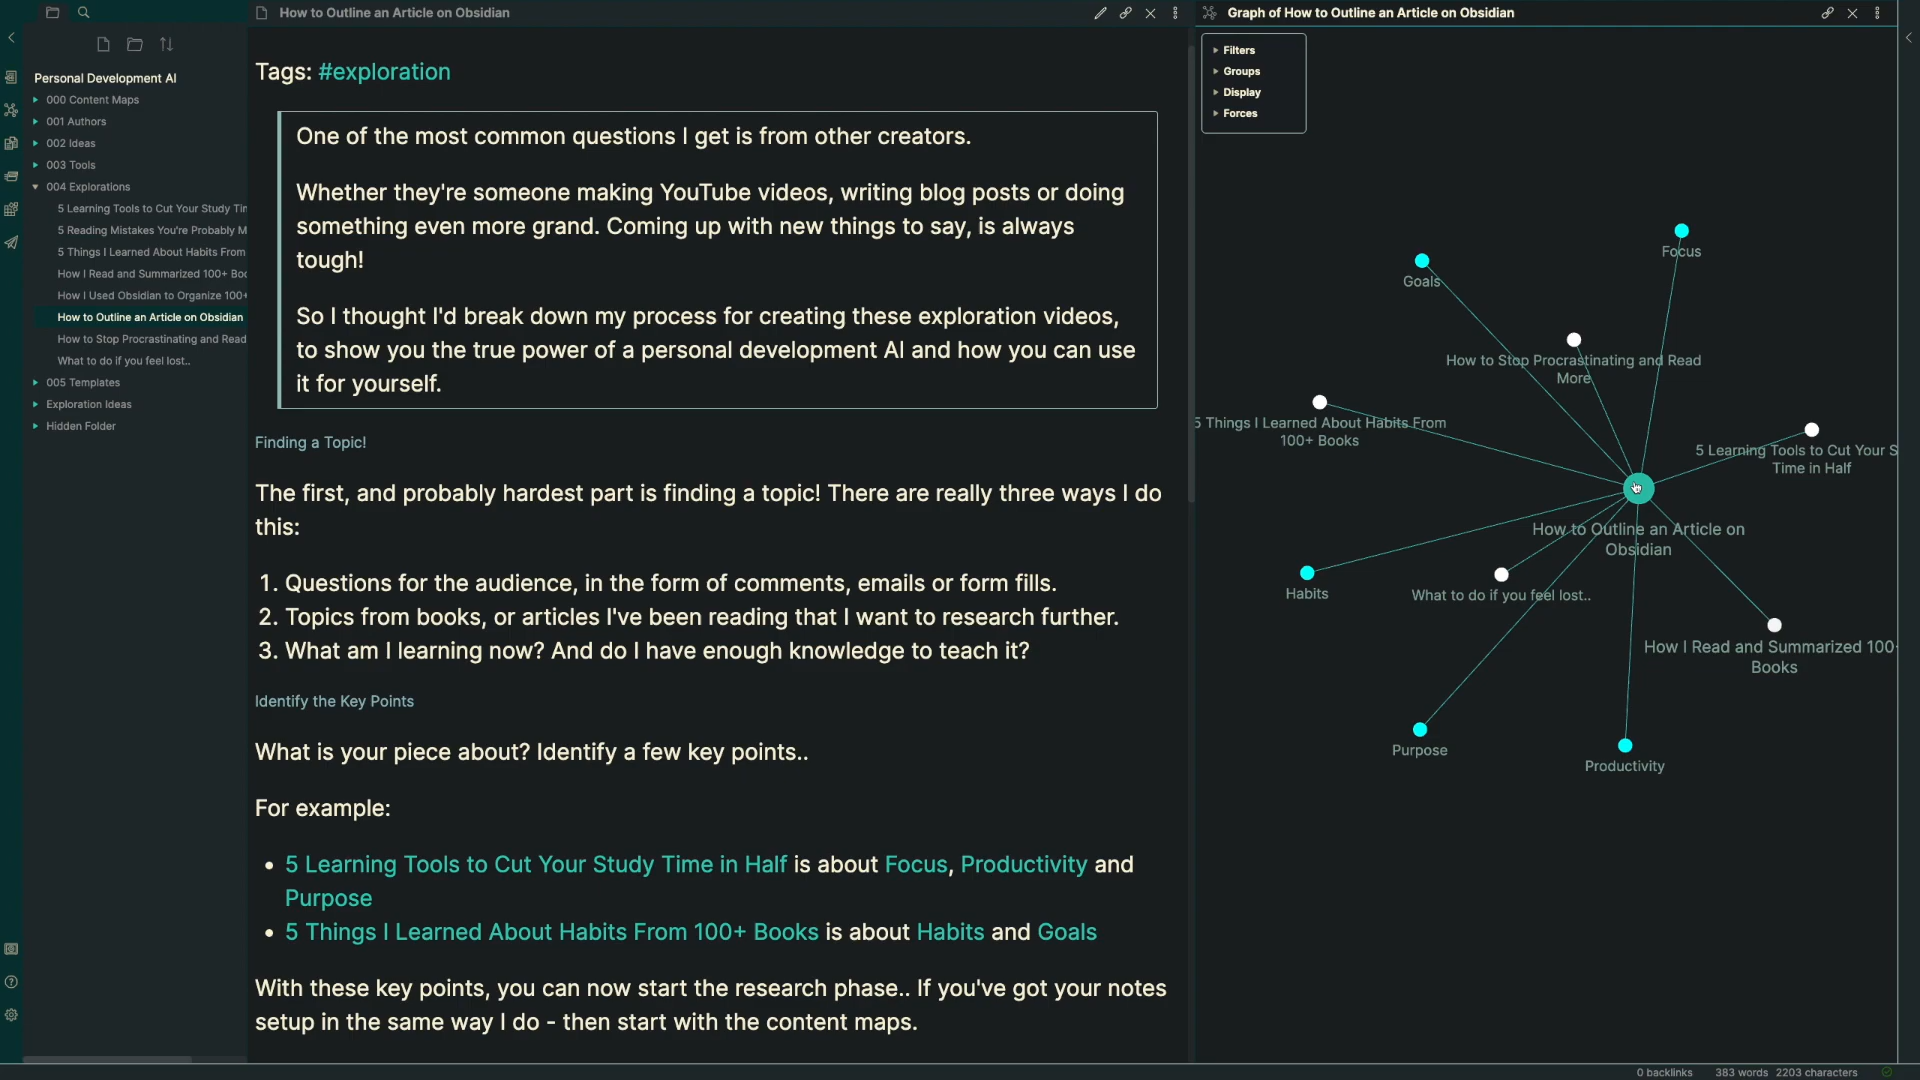 How to Outline an Article on Obsidian
Graph of How to Outline an Article on Obsidian
Personal Development AI
000 Content Maps
001 Authors
002 Ideas
003 Tools
004 Explorations
5 Learning Tools to Cut Your Study Tin
5 Reading Mistakes You're Probably M
5 Things I Learned About Habits From
How I Read and Summarized 100+ Boo
How I Used Obsidian to Organize 100+
How to Outline an Article on Obsidian
How to Stop Procrastinating and Read
What to do if you feel lost..
005 Templates
Exploration Ideas
Hidden Folder
Tags: #exploration
One of the most common questions I get is from other creators.
Whether they're someone making YouTube videos, writing blog posts or doing
something even more grand. Coming up with new things to say, is always
tough!
So I thought I'd break down my process for creating these exploration videos,
to show you the true power of a personal development AI and how you can use
it for yourself.
Finding a Topic!
The first, and probably hardest part is finding a topic! There are really three ways I do
this:
1. Questions for the audience, in the form of comments, emails or form fills.
2. Topics from books, or articles I've been reading that I want to research further.
3. What am I learning now? And do I have enough knowledge to teach it?
Identify the Key Points
What is your piece about? Identify a few key points..
For example:
5 Learning Tools to Cut Your Study Time in Half is about Focus, Productivity and
Purpose
5 Things I Learned About Habits From 100+ Books is about Habits and Goals
With these key points, you can now start the research phase.. If you've got your notes
setup in the same way I do - then start with the content maps.
Filters
Groups
Display
Forces
Focus
Goals
How to Stop Procrastinating and Read
More
5 Things I Learned About Habits From
100+ Books
5 Learning Tools to Cut Your S
Time in Half
How to Outline an Article on
Obsidian
Habits
What to do if you feel lost..
How I Read and Summarized 100+
Books
Purpose
Productivity
0 backlinks
383 words 2203 characters